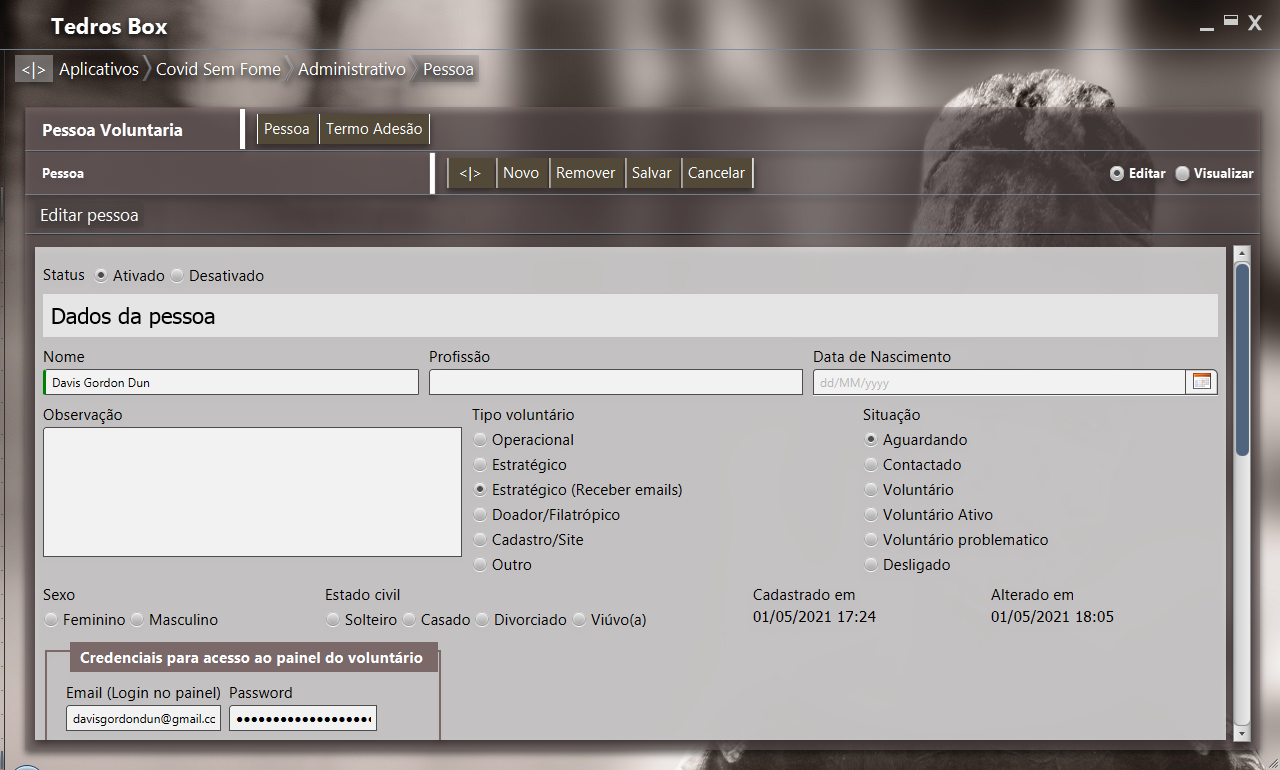 Tedros Box
<|> Aplicativos Covid Sem Fome Administrativo Pessoa
Pessoa Voluntaria Pessoa Termo Adesão
Pessoa <|> Novo Remover Salvar Cancelar Editar Visualizar
Editar pessoa
Status Ativado Desativado
Dados da pessoa
Nome Profissão Data de Nascimento
Davis Gordon Dun dd/MM/yyyy
Observação Tipo voluntário Situação
Operacional Aguardando
Estratégico Contactado
Estratégico (Receber emails) Voluntário
Doador/Filatrópico Voluntário Ativo
Cadastro/Site Voluntário problematico
Outro Desligado
Sexo Estado civil Cadastrado em Alterado em
Feminino Masculino Solteiro Casado Divorciado Viúvo(a) 01/05/2021 17:24 01/05/2021 18:05
Credenciais para acesso ao painel do voluntário
Email (Login no painel) Password
davisgordondun@gmail.cc